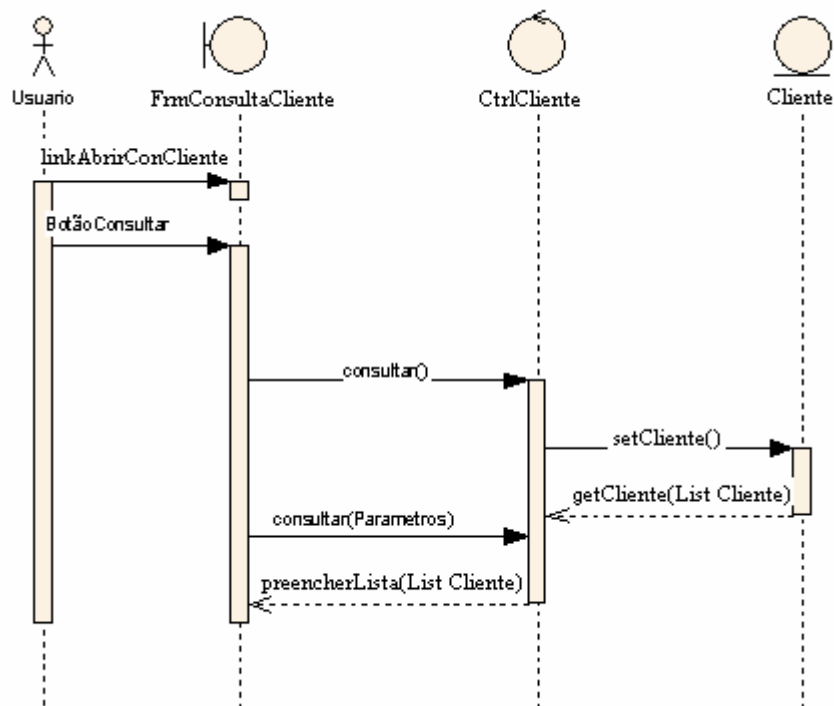 Usuario
FrmConsultaCliente
CtrlCliente
Cliente
linkAbrirConCliente
BotãoConsultar
consultar()
setCliente()
getCliente(List Cliente)
consultar(Parametros)
preencherLista(List Cliente)